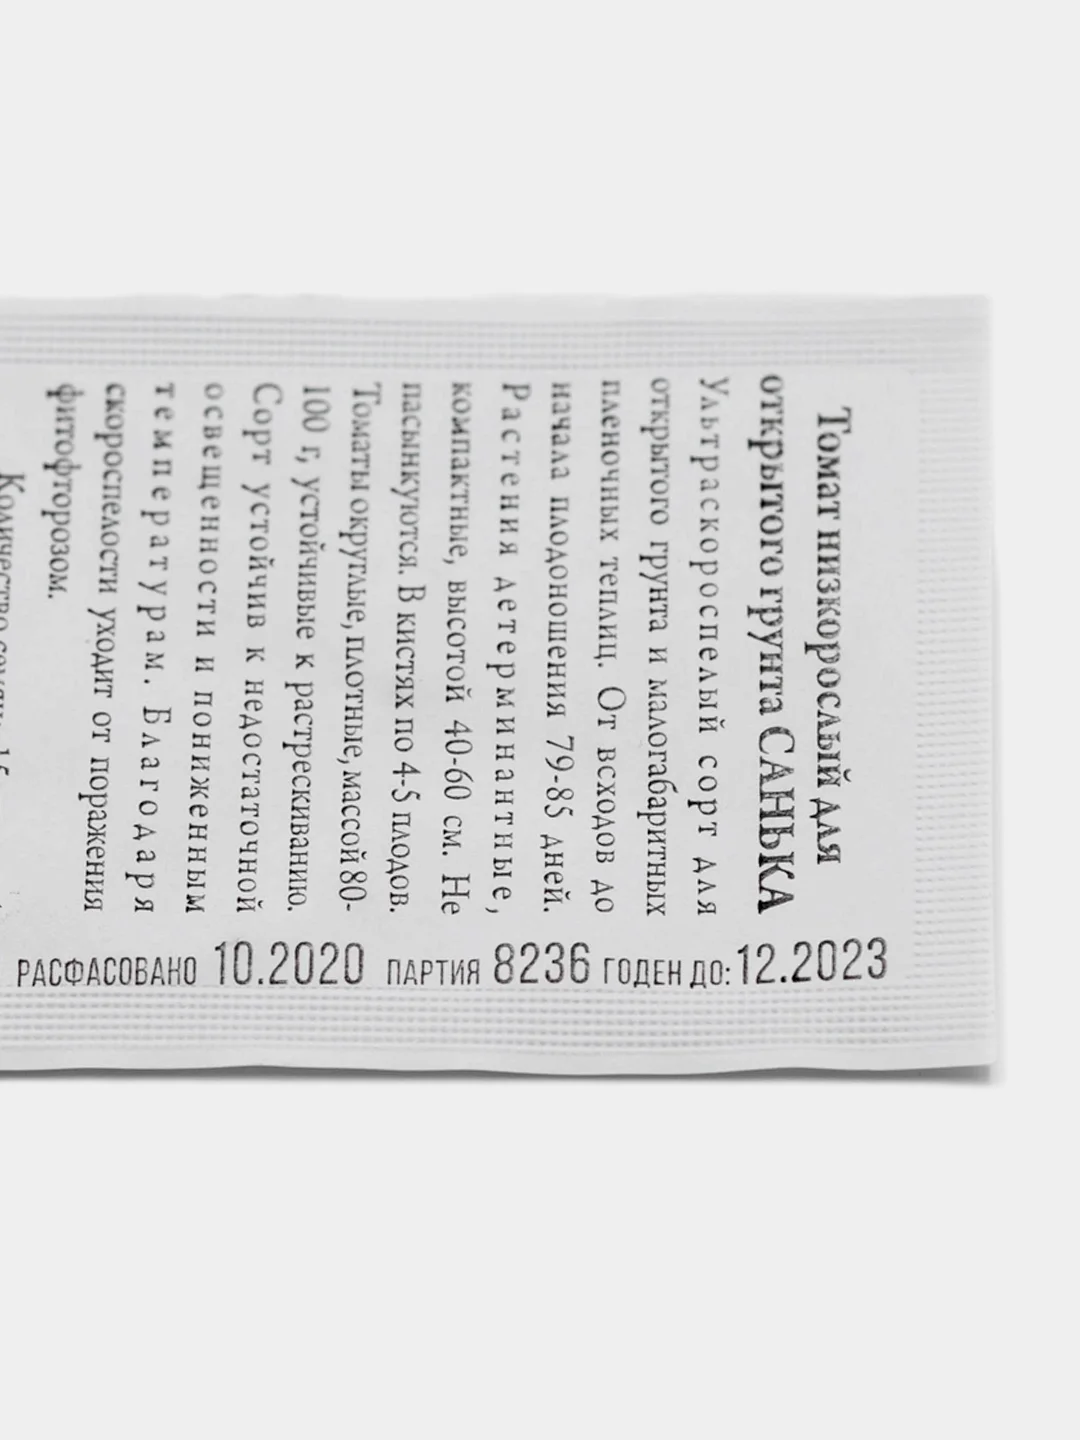 Томат низкорослый для
открытого грунта САНЬКА
Ультраскороспелый сорт для
открытого грунта и малогабаритных
пленочных теплиц. От всходов до
начала плодоношения 79-85 дней.
Растения детерминантные,
компактные, высотой 40-60 см. Не
пасынкуются. В кистях по 4-5 плодов.
Томаты округлые, плотные, массой 80-
100 г, устойчивые к растрескиванию.
Сорт устойчив к недостаточной
освещенности и пониженным
температурам. Благодаря
скороспелости уходит от поражения
фитофторозом.
Количество
РАСФАСОВАНО 10.2020 ПАРТИЯ 8236 ГОДЕН ДО: 12.2023